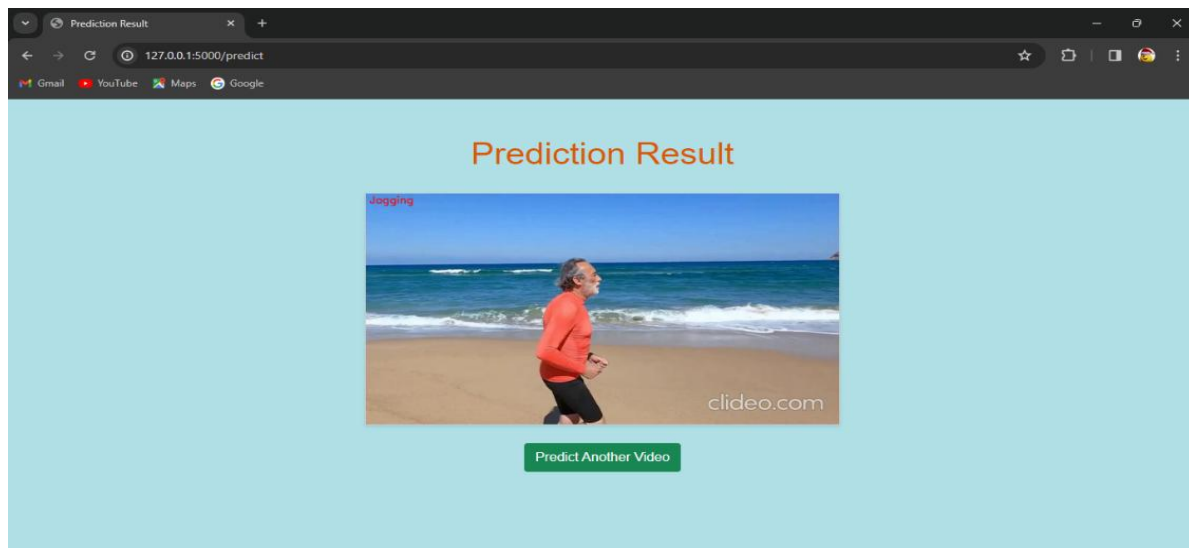 Prediction Result
127.0.0.1:5000/predict
Gmail YouTube Maps Google
Prediction Result
Jogging
clideo.com
Predict Another Video